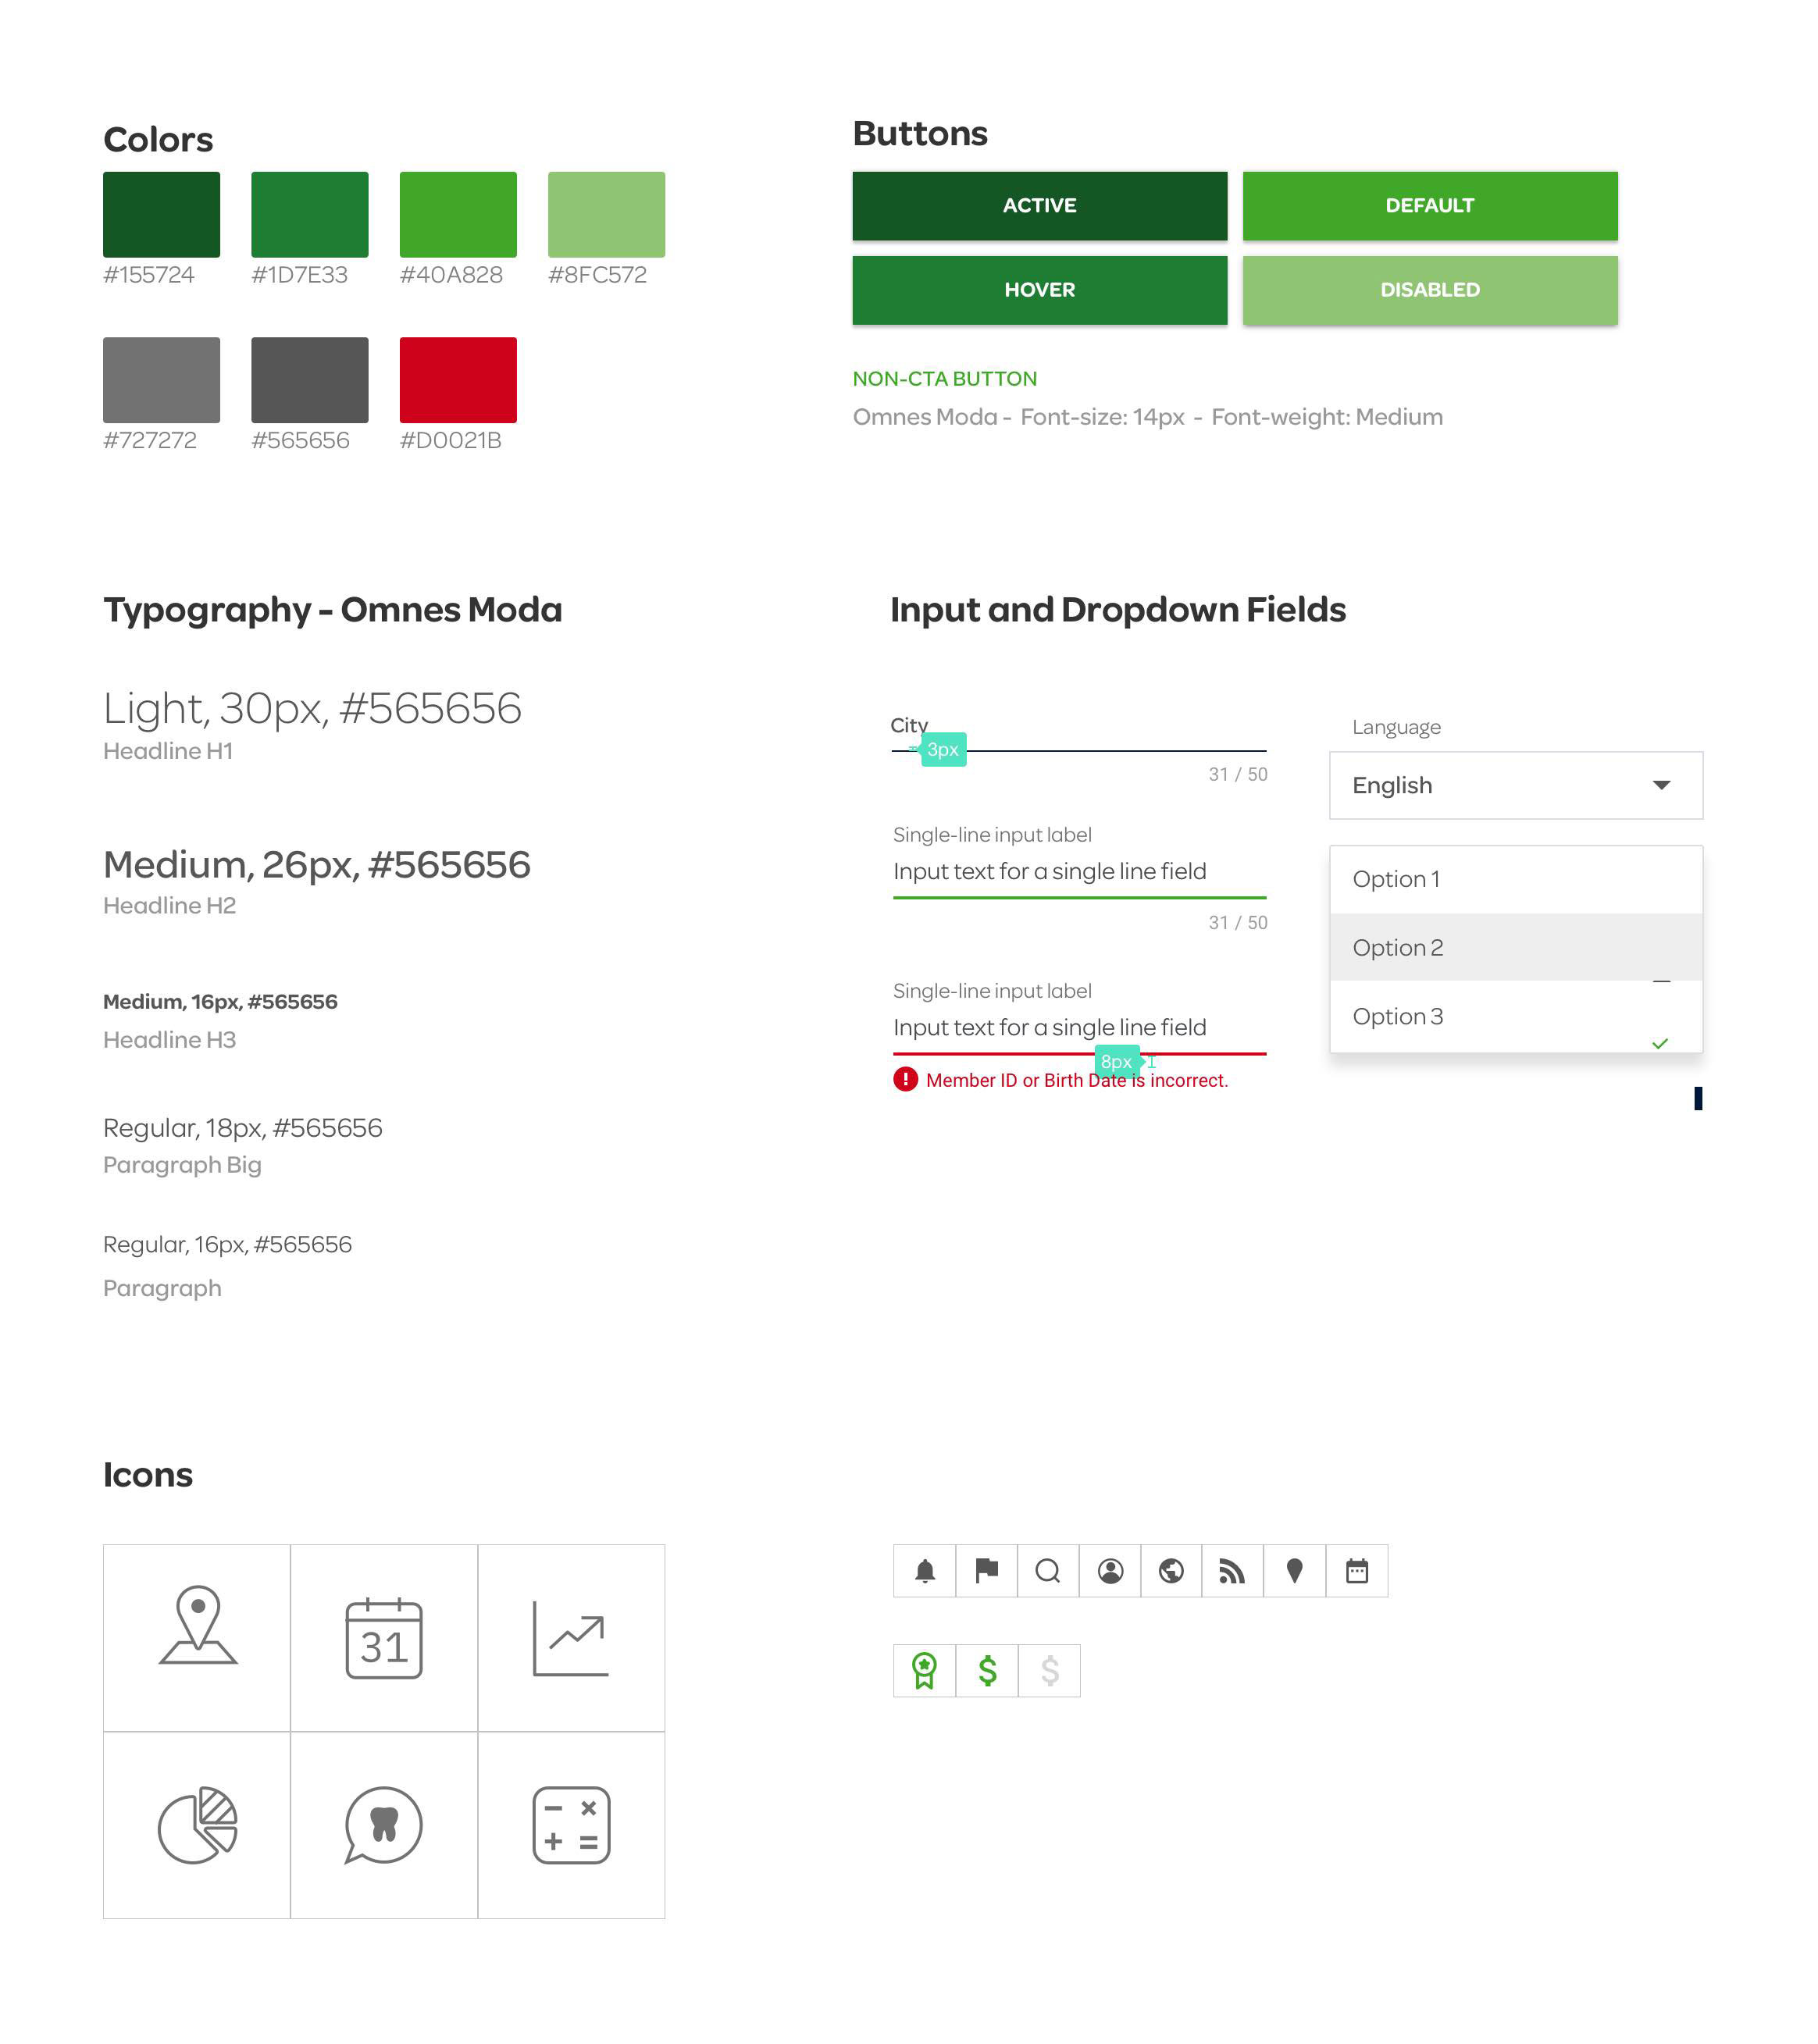 Colors
#155724
#1D7E33
#40A828
#8FC572
#727272
#565656
#D0021B
Buttons
ACTIVE
DEFAULT
HOVER
DISABLED
NON-CTA BUTTON
Omnes Moda - Font-size: 14px - Font-weight: Medium
Typography - Omnes Moda
Light, 30px, #565656
Headline H1
Medium, 26px, #565656
Headline H2
Medium, 16px, #565656
Headline H3
Regular, 18px, #565656
Paragraph Big
Regular, 16px, #565656
Paragraph
Input and Dropdown Fields
City
3px
31 / 50
Single-line input label
Input text for a single line field
31 / 50
Single-line input label
Input text for a single line field
8px
Member ID or Birth Date is incorrect.
Language
English
Option 1
Option 2
Option 3
Icons
31